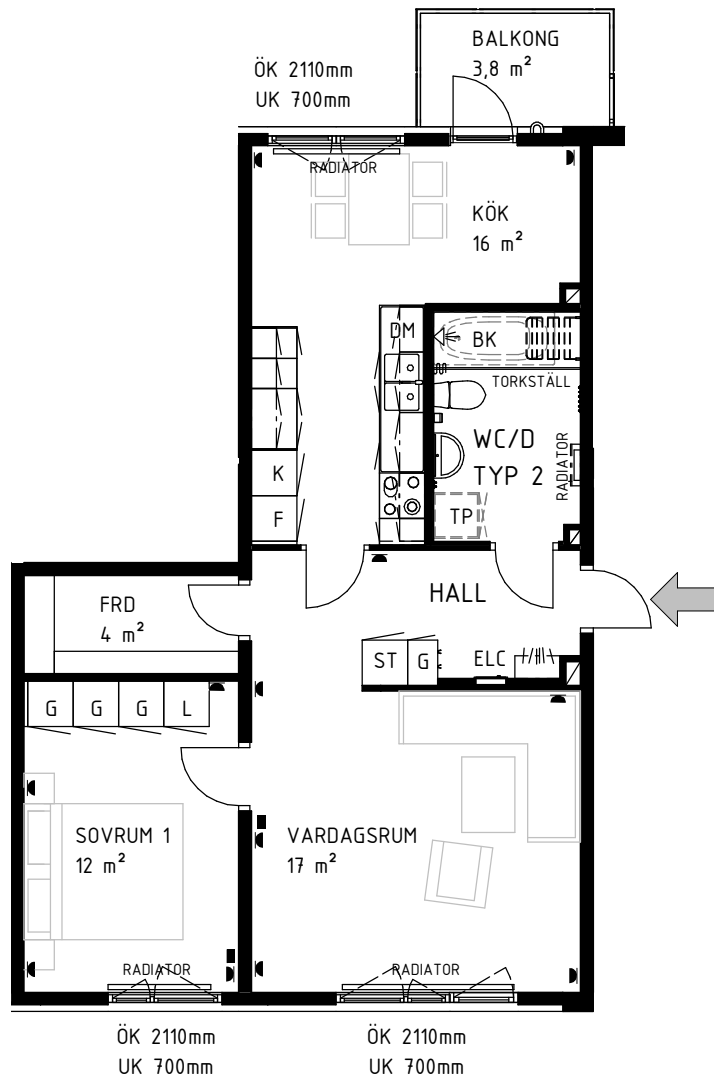 BALKONG
3,8 m²
ÖK 2110mm
UK 700mm
RADIATOR
KÖK
16 m²
DM
BK
TORKSTÄLL
WC/D
TYP 2
RADIATOR
K
F
TP
FRD
4 m²
HALL
ST G
ELC
G G G L
SOVRUM 1
12 m²
VARDAGSRUM
17 m²
RADIATOR
RADIATOR
ÖK 2110mm
UK 700mm
ÖK 2110mm
UK 700mm